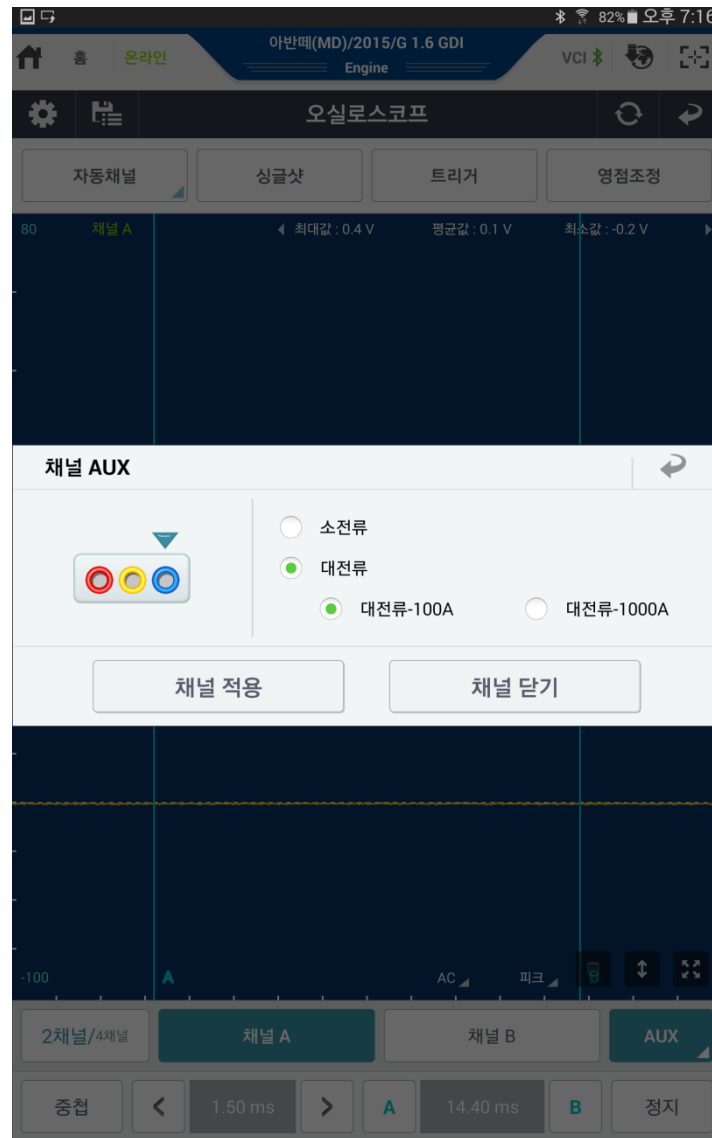 82% 오후 7:16
홈 온라인 아반떼(MD)/2015/G 1.6 GDI VCI
Engine
오실로스코프
자동채널 싱글샷 트리거 영점조정
80 채널 A 최대값 : 0.4 V 평균값 : 0.1 V 최소값 : -0.2 V
채널 AUX
소전류
대전류
대전류-100A 대전류-1000A
채널 적용 채널 닫기
-100 A AC 피크 B
2채널/4채널 채널 A 채널 B AUX
중첩 < 1.50 ms > A 14.40 ms B 정지